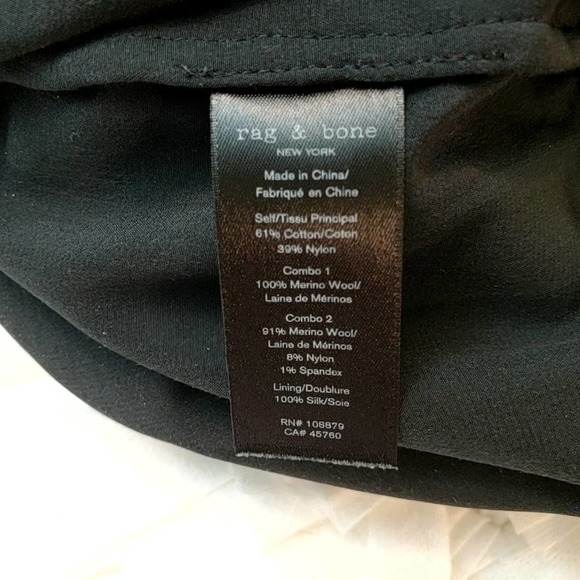 rag & bone
NEW YORK
Made in China/
Fabriqué en Chine
Self/Tissu Principal
61% Cotton/Coton
39% Nylon
Combo 1
100% Merino Wool/
Laine de Mérinos
Combo 2
91% Merino Wool/
Laine de Mérinos
8% Nylon
1% Spandex
Lining/Doublure
100% Silk/Soie
RN# 108879
CA# 45760